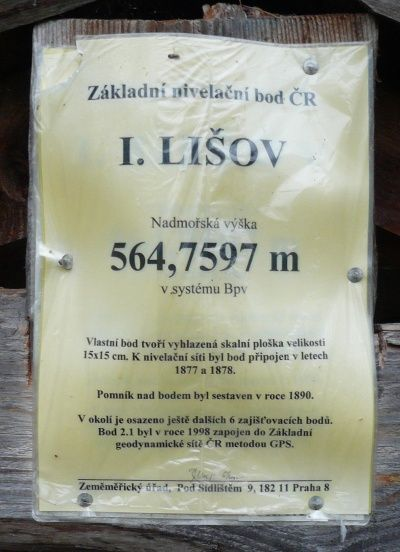 Základní nivelační bod ČR
I. LIŠOV
Nadmořská výška
564,7597 m
v systému Bpv
Vlastní bod tvoří vyhlazená skalní ploška velikosti
15x15 cm. K nivelační síti byl bod připojen v letech
1877 a 1878.
Pomník nad bodem byl sestaven v roce 1890.
V okolí je osazeno ještě dalších 6 zajišťovacích bodů.
Bod 2.1 byl v roce 1998 zapojen do Základní
geodynamické sítě ČR metodou GPS.
Zeměměřický úřad, Pod Sídlištěm 9, 182 11 Praha 8